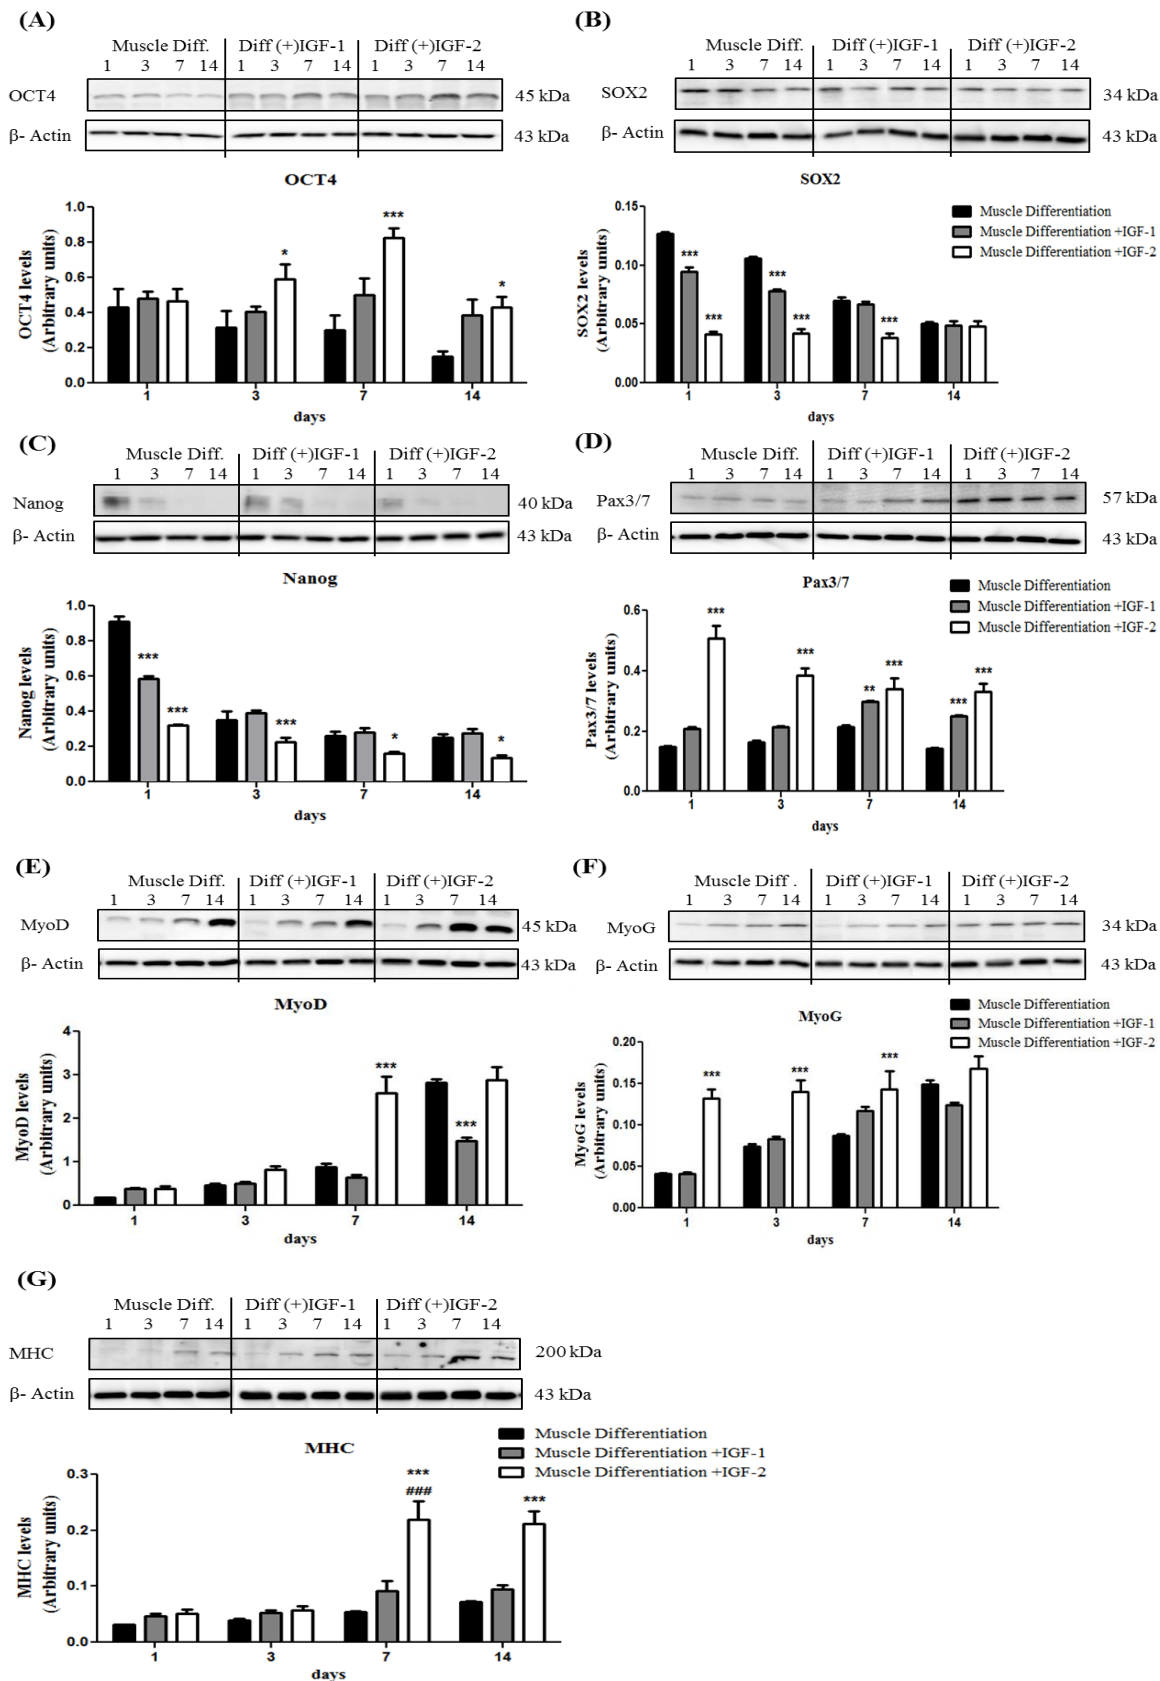 (A)
Muscle Diff. Diff (+)IGF-1 Diff (+)IGF-2
1 3 7 14 1 3 7 14 1 3 7 14
OCT4 45 kDa
β- Actin 43 kDa
OCT4
OCT4 levels
(Arbitrary units)
1.0
0.8
0.6
0.4
0.2
0.0
* *** *
1 3 7 14
days
(B)
Muscle Diff. Diff (+)IGF-1 Diff (+)IGF-2
1 3 7 14 1 3 7 14 1 3 7 14
SOX2 34 kDa
β- Actin 43 kDa
SOX2
Muscle Differentiation
Muscle Differentiation +IGF-1
Muscle Differentiation +IGF-2
SOX2 levels
(Arbitrary units)
0.15
0.10
0.05
0.00
*** *** *** *** ***
1 3 7 14
days
(C)
Muscle Diff. Diff (+)IGF-1 Diff (+)IGF-2
1 3 7 14 1 3 7 14 1 3 7 14
Nanog 40 kDa
β- Actin 43 kDa
Nanog
Nanog levels
(Arbitrary units)
1.0
0.8
0.6
0.4
0.2
0.0
*** *** *** * *
1 3 7 14
days
(D)
Muscle Diff. Diff (+)IGF-1 Diff (+)IGF-2
1 3 7 14 1 3 7 14 1 3 7 14
Pax3/7 57 kDa
β- Actin 43 kDa
Pax3/7
Muscle Differentiation
Muscle Differentiation +IGF-1
Muscle Differentiation +IGF-2
Pax3/7 levels
(Arbitrary units)
0.6
0.4
0.2
0.0
*** *** ** *** *** ***
1 3 7 14
days
(E)
Muscle Diff. Diff (+)IGF-1 Diff (+)IGF-2
1 3 7 14 1 3 7 14 1 3 7 14
MyoD 45 kDa
β- Actin 43 kDa
MyoD
MyoD levels
(Arbitrary units)
4
3
2
1
0
*** ***
1 3 7 14
days
(F)
Muscle Diff . Diff (+)IGF-1 Diff (+)IGF-2
1 3 7 14 1 3 7 14 1 3 7 14
MyoG 34 kDa
β- Actin 43 kDa
Muscle Differentiation
Muscle Differentiation +IGF-1
Muscle Differentiation +IGF-2
MyoG
MyoG levels
(Arbitrary units)
0.20
0.15
0.10
0.05
0.00
*** *** ***
1 3 7 14
days
(G)
Muscle Diff. Diff (+)IGF-1 Diff (+)IGF-2
1 3 7 14 1 3 7 14 1 3 7 14
MHC 200 kDa
β- Actin 43 kDa
Muscle Differentiation
Muscle Differentiation +IGF-1
Muscle Differentiation +IGF-2
MHC
MHC levels
(Arbitrary units)
0.3
0.2
0.1
0.0
*** ***
###
1 3 7 14
days